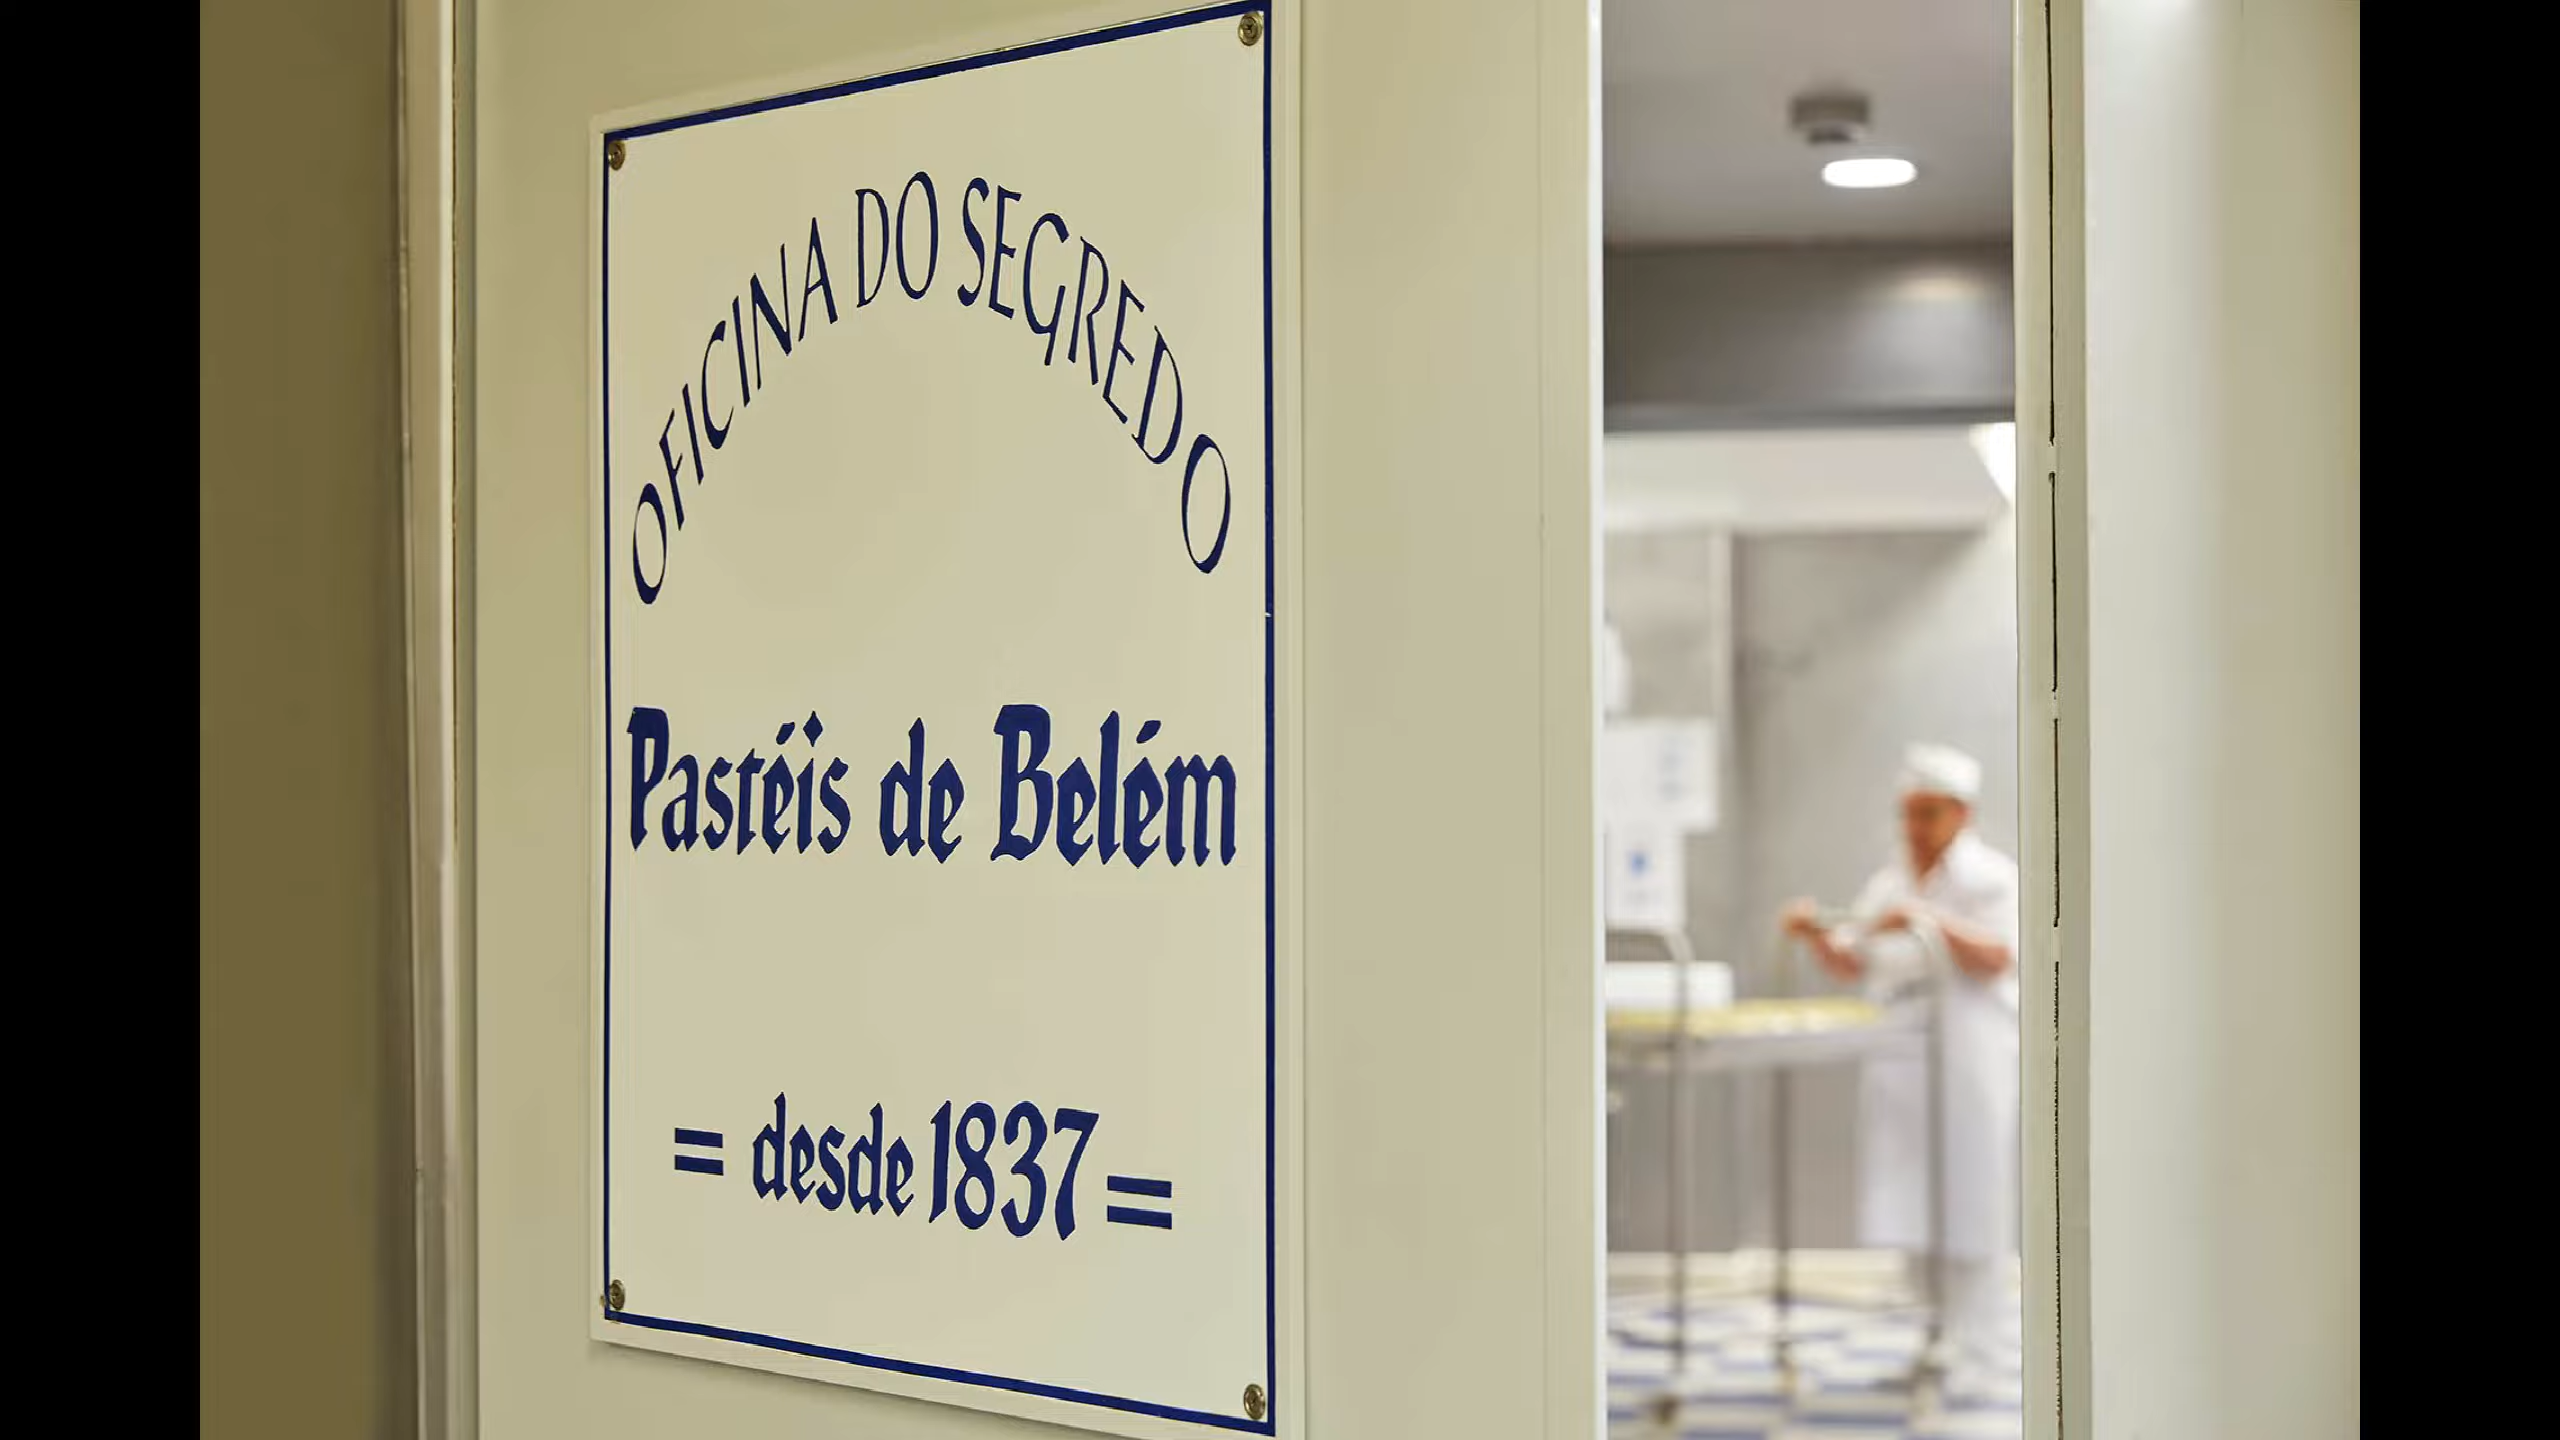 OFICINA DO SEGREDO
Pastéis de Belém
= desde 1837 =